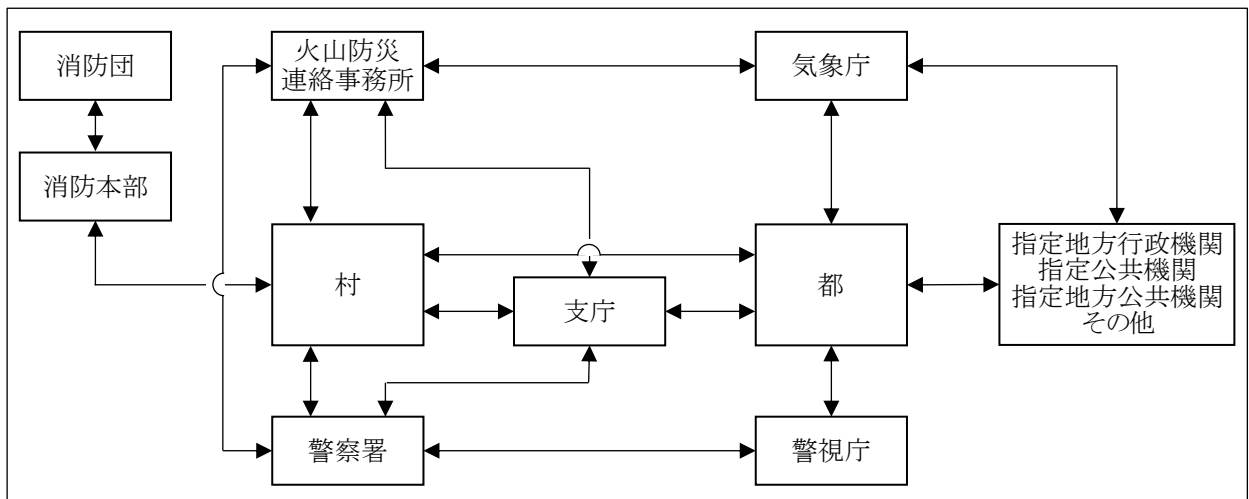 消防団
火山防災
連絡事務所
気象庁
消防本部
村
支庁
都
指定地方行政機関
指定公共機関
指定地方公共機関
その他
警察署
警視庁